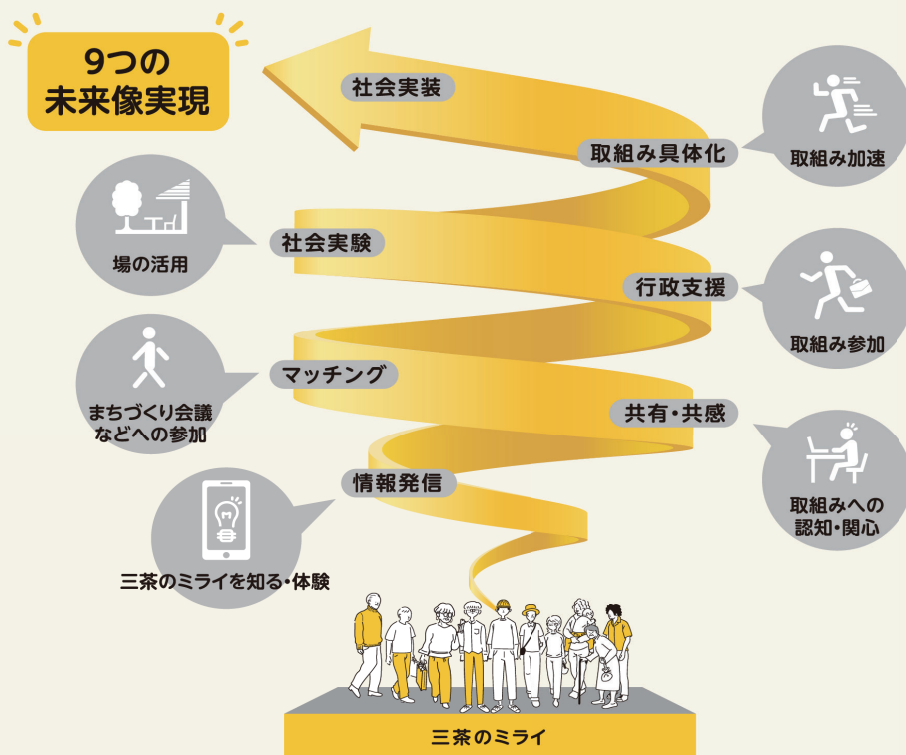 9つの
未来像実現
社会実装
取組み具体化
取組み加速
場の活用
社会実験
行政支援
取組み参加
まちづくり会議
などへの参加
マッチング
共有・共感
取組みへの
認知・関心
情報発信
三茶のミライを知る・体験
三茶のミライ